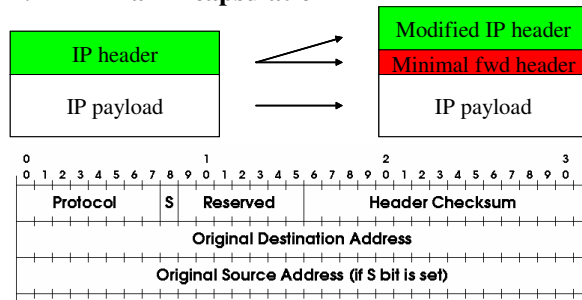 IP header
IP payload
Modified IP header
Minimal fwd header
IP payload
0 1 2 3
0 1 2 3 4 5 6 7 8 9 0 1 2 3 4 5 6 7 8 9 0 1 2 3 4 5 6 7 8 9 0 1
Protocol S Reserved Header Checksum
Original Destination Address
Original Source Address (if S bit is set)